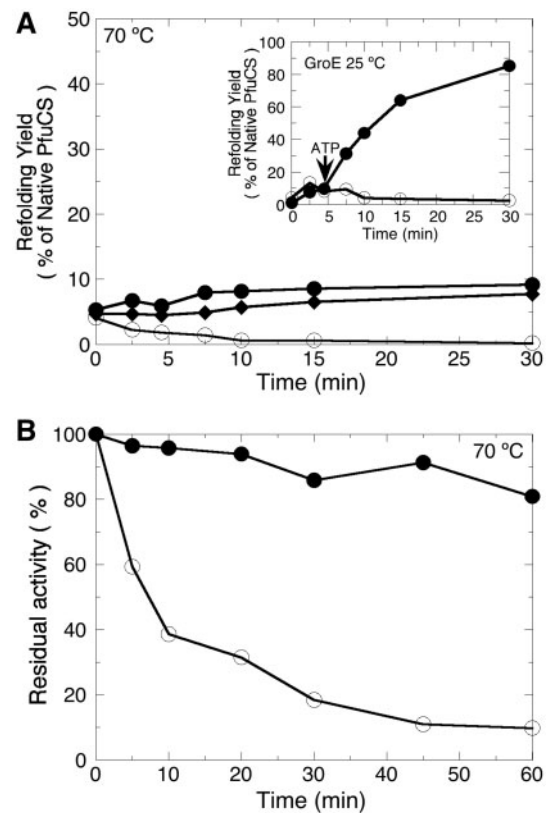 A
50
40
30
20
10
0
Refolding Yield
( % of Native PfuCS )
70 ºC
0 5 10 15 20 25 30
Time (min)
100
80
60
40
20
0
Refolding Yield
( % of Native PfuCS )
GroE 25 ºC
ATP
0 5 10 15 20 25 30
Time (min)
B
100
80
60
40
20
0
Residual activity ( % )
70 ºC
0 10 20 30 40 50 60
Time (min)